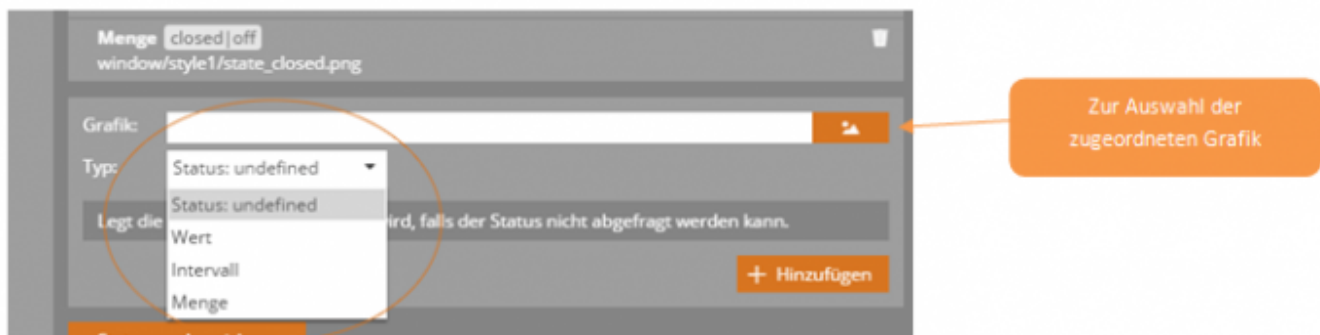 Menge closed|off
window/style1/state_closed.png
Grafik:
Zur Auswahl der
zugeordneten Grafik
Typ: Status: undefined
Status: undefined
Legt die ird, falls der Status nicht abgefragt werden kann.
Wert
Intervall
+ Hinzufügen
Menge